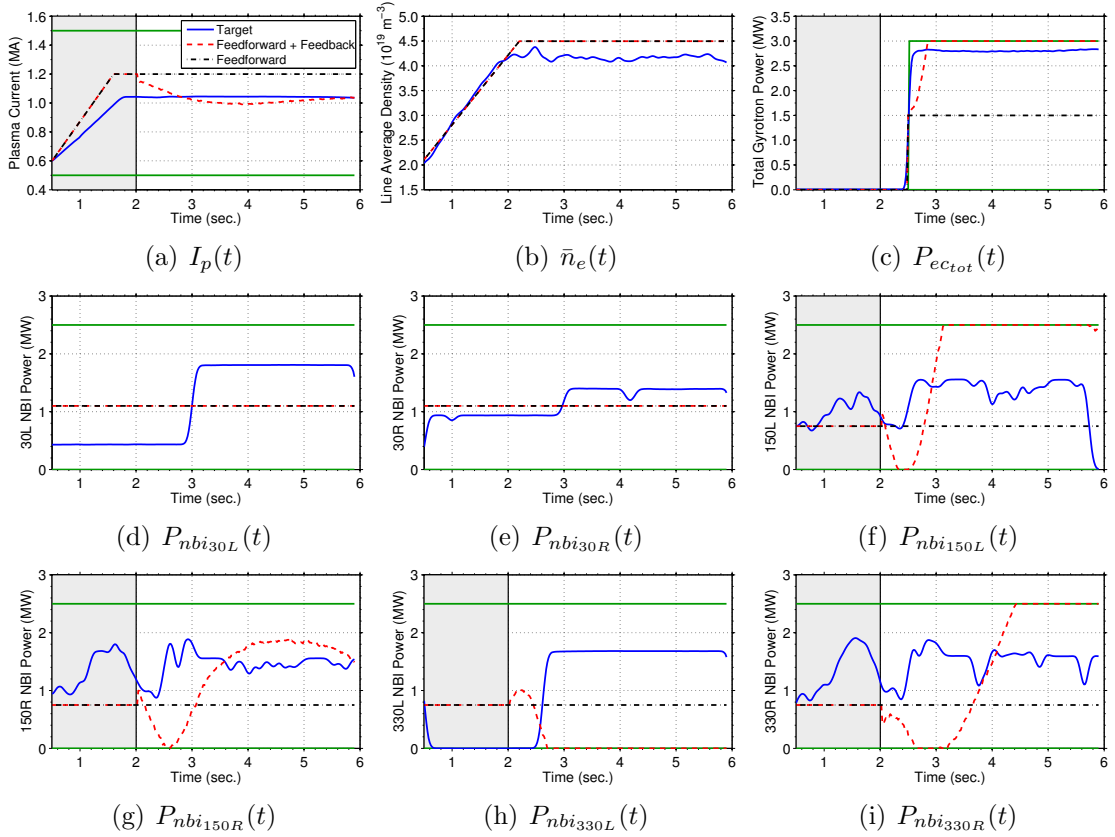 1.6
1.4
1.2
1.0
0.8
0.6
0.4
Plasma Current (MA)
Target
Feedforward + Feedback
Feedforward
1 2 3 4 5 6
Time (sec.)
(a) I_p(t)
5.0
4.5
4.0
3.5
3.0
2.5
2.0
1.5
Line Average Density (10^19 m^-3)
1 2 3 4 5 6
Time (sec.)
(b) n̄_e(t)
3.5
3.0
2.5
2.0
1.5
1.0
0.5
0.0
Total Gyrotron Power (MW)
1 2 3 4 5 6
Time (sec.)
(c) P_ec_tot(t)
3
2
1
0
30L NBI Power (MW)
1 2 3 4 5 6
Time (sec.)
(d) P_nbi_30L(t)
3
2
1
0
30R NBI Power (MW)
1 2 3 4 5 6
Time (sec.)
(e) P_nbi_30R(t)
3
2
1
0
150L NBI Power (MW)
1 2 3 4 5 6
Time (sec.)
(f) P_nbi_150L(t)
3
2
1
0
150R NBI Power (MW)
1 2 3 4 5 6
Time (sec.)
(g) P_nbi_150R(t)
3
2
1
0
330L NBI Power (MW)
1 2 3 4 5 6
Time (sec.)
(h) P_nbi_330L(t)
3
2
1
0
330R NBI Power (MW)
1 2 3 4 5 6
Time (sec.)
(i) P_nbi_330R(t)